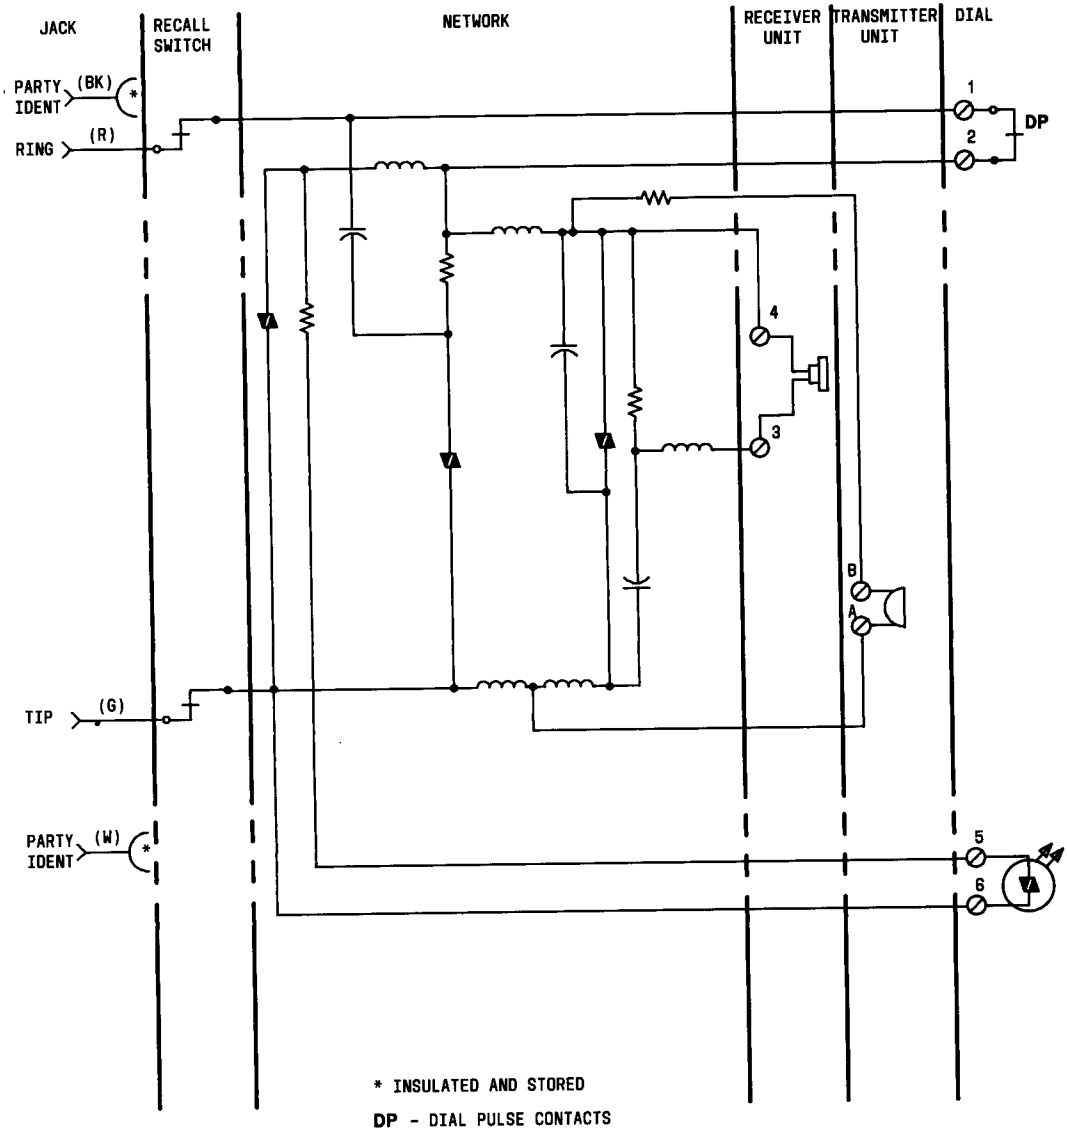 JACK
RECALL
SWITCH
NETWORK
RECEIVER
UNIT
TRANSMITTER
UNIT
DIAL
PARTY
IDENT
(BK)
*
RING
(R)
1
2
DP
4
3
B
A
TIP
(G)
PARTY
IDENT
(W)
*
5
6
* INSULATED AND STORED
DP - DIAL PULSE CONTACTS